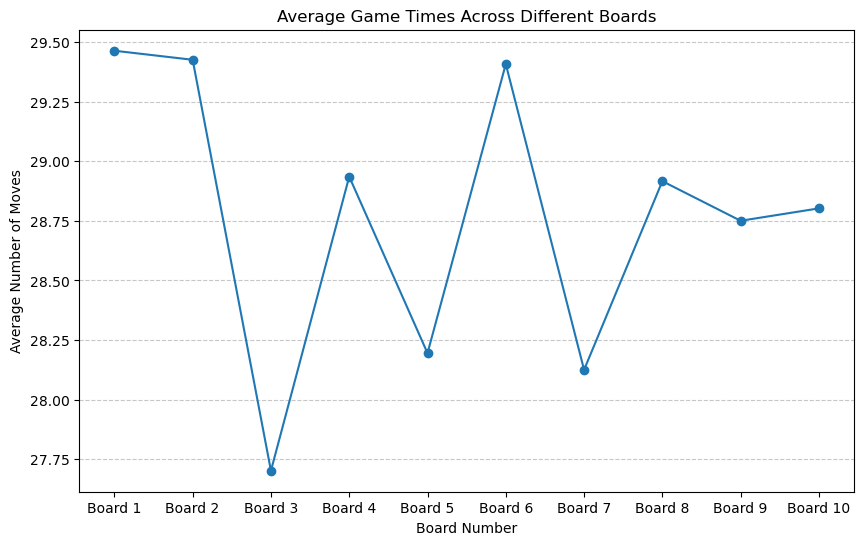 Average Game Times Across Different Boards
Average Number of Moves
29.50
29.25
29.00
28.75
28.50
28.25
28.00
27.75
Board 1 Board 2 Board 3 Board 4 Board 5 Board 6 Board 7 Board 8 Board 9 Board 10
Board Number